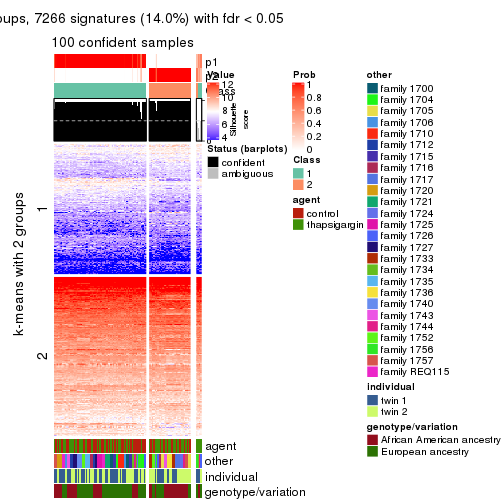 oups, 7266 signatures (14.0%) with fdr < 0.05
100 confident samples
p1
p2
Class
Silhouette score
k-means with 2 groups
1
2
agent
other
individual
genotype/variation
Value
12
10
8
6
4
Status (barplots)
confident
ambiguous
Prob
1
0.8
0.6
0.4
0.2
0
Class
1
2
agent
control
thapsigargin
other
family 1700
family 1704
family 1705
family 1706
family 1710
family 1712
family 1715
family 1716
family 1717
family 1720
family 1721
family 1724
family 1725
family 1726
family 1727
family 1733
family 1734
family 1735
family 1736
family 1740
family 1743
family 1744
family 1752
family 1756
family 1757
family REQ115
individual
twin 1
twin 2
genotype/variation
African American ancestry
European ancestry